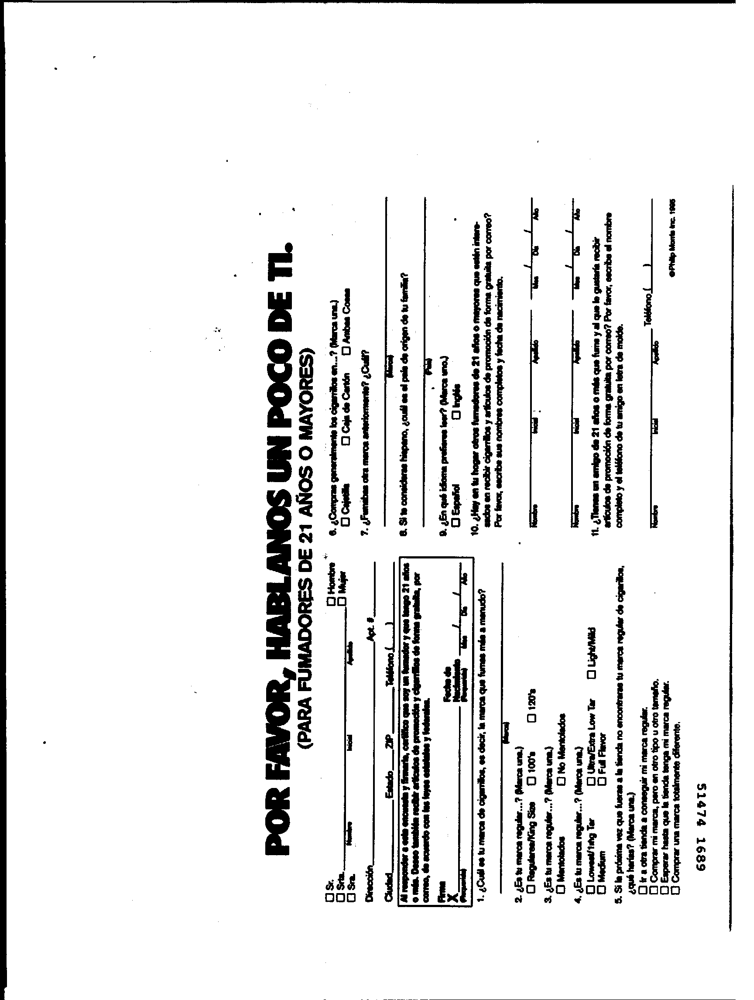 POR FAVOR, HABLANOS UN POCO DE TI.
(PARA FUMADORES DE 21 AÑOS O MAYORES)
☐ Sr. ☐ Hombre
☐ Srta. ☐ Mujer
☐ Sra. Nombre Inicial Apellido
Dirección Apt. #
Ciudad Estado ZIP Teléfono ( )
Al responder a esta encuesta y firmarla, certifico que soy un fumador y que tengo 21 años
o más. Deseo también recibir artículos de promoción y cigarrillos de forma gratuita, por
correo, de acuerdo con las leyes estatales y federales.
Firma Fecha de
X Nacimiento / /
(Requerida) (Requerida) Mes Día Año
1. ¿Cuál es tu marca de cigarrillos, es decir, la marca que fumas más a menudo?
(Marca)
2. ¿Es tu marca regular...? (Marca una.)
☐ Regulares/King Size ☐ 100's ☐ 120's
3. ¿Es tu marca regular...? (Marca una.)
☐ Mentolados ☐ No Mentolados
4. ¿Es tu marca regular...? (Marca una.)
☐ Lowest/1mg Tar ☐ Ultra/Extra Low Tar ☐ Light/Mild
☐ Medium ☐ Full Flavor
5. Si la próxima vez que fueras a la tienda no encontraras tu marca regular de cigarillos,
¿qué harías? (Marca una.)
☐ Ir a otra tienda a conseguir mi marca regular.
☐ Comprar mi marca, pero en otro tipo u otro tamaño.
☐ Esperar hasta que la tienda tenga mi marca regular.
☐ Comprar una marca totalmente diferente.
6. ¿Compras generalmente los cigarrillos en...? (Marca una.)
☐ Cajetilla ☐ Caja de Cartón ☐ Ambas Cosas
7. ¿Fumabas otra marca anteriormente? ¿Cuál?
(Marca)
8. Si te consideras hispano, ¿cuál es el país de origen de tu familia?
(País)
9. ¿En qué idioma prefieres leer? (Marca uno.)
☐ Español ☐ Inglés
10. ¿Hay en tu hogar otros fumadores de 21 años o mayores que estén intere-
sados en recibir cigarrillos y artículos de promoción de forma gratuita por correo?
Por favor, escribe sus nombres completos y fecha de nacimiento.
/ /
Nombre Inicial Apellido Mes Día Año
/ /
Nombre Inicial Apellido Mes Día Año
11. ¿Tienes un amigo de 21 años o más que fuma y al que le gustaría recibir
artículos de promoción de forma gratuita por correo? Por favor, escribe el nombre
completo y el teléfono de tu amigo en letra de molde.
Teléfono ( )
Nombre Inicial Apellido
©Philip Morris Inc. 1995
51474 1689